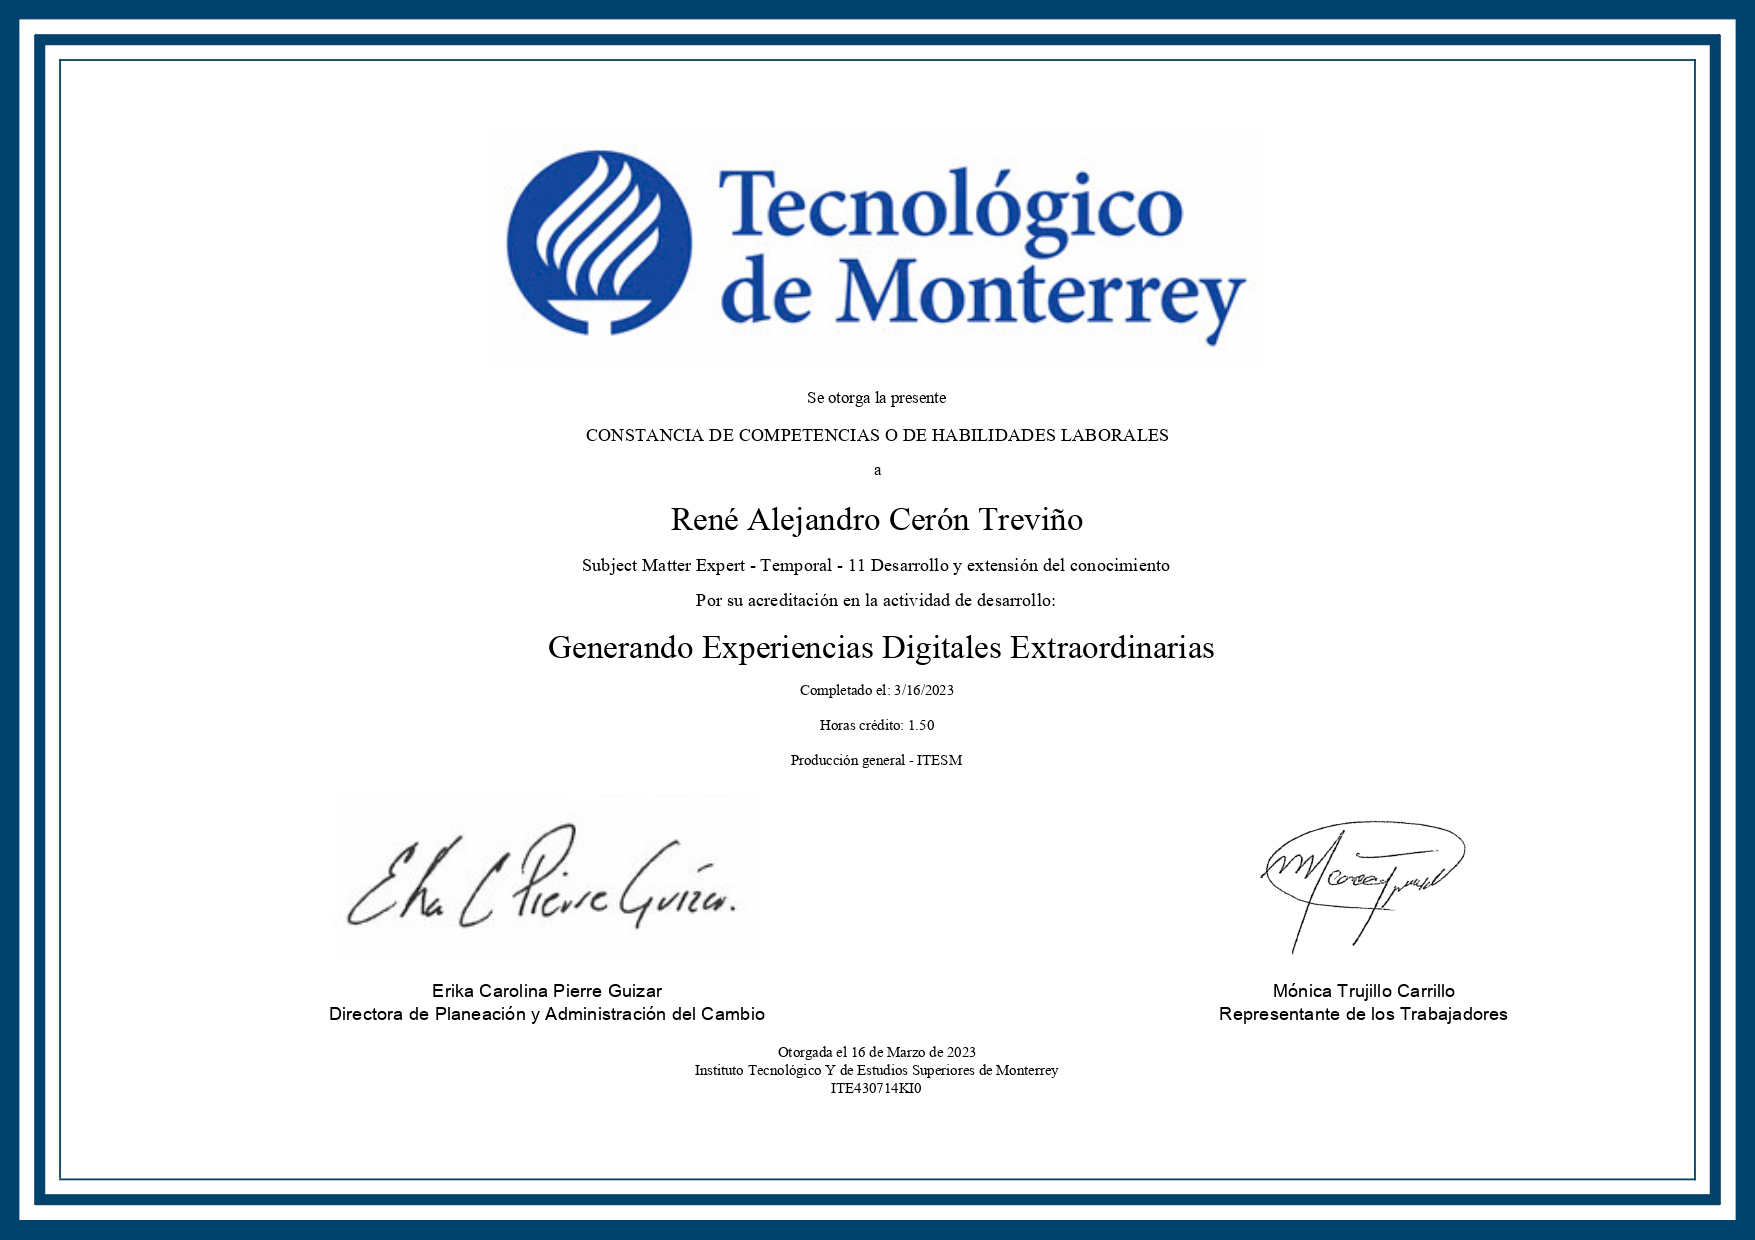 Tecnológico
de Monterrey
Se otorga la presente
CONSTANCIA DE COMPETENCIAS O DE HABILIDADES LABORALES
a
René Alejandro Cerón Treviño
Subject Matter Expert - Temporal - 11 Desarrollo y extensión del conocimiento
Por su acreditación en la actividad de desarrollo:
Generando Experiencias Digitales Extraordinarias
Completado el: 3/16/2023
Horas crédito: 1.50
Producción general - ITESM
C Pierre Guizar.
Erika Carolina Pierre Guizar
Directora de Planeación y Administración del Cambio
Mónica Trujillo Carrillo
Representante de los Trabajadores
Otorgada el 16 de Marzo de 2023
Instituto Tecnológico Y de Estudios Superiores de Monterrey
ITE430714KI0